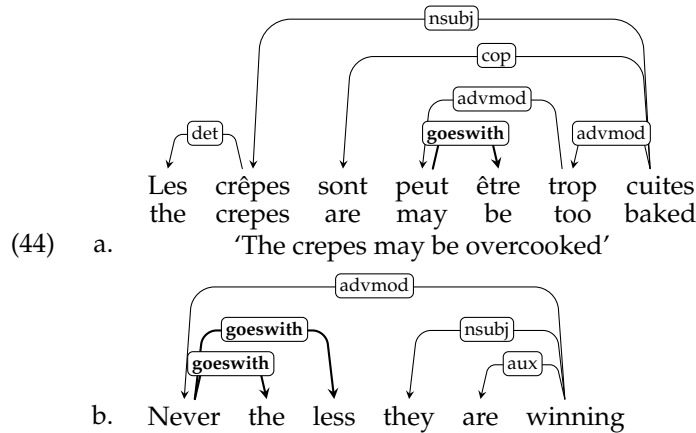 nsubj
cop
advmod
det goeswith advmod
Les crêpes sont peut être trop cuites
the crepes are may be too baked
(44) a. ‘The crepes may be overcooked’
advmod
goeswith nsubj
goeswith aux
b. Never the less they are winning